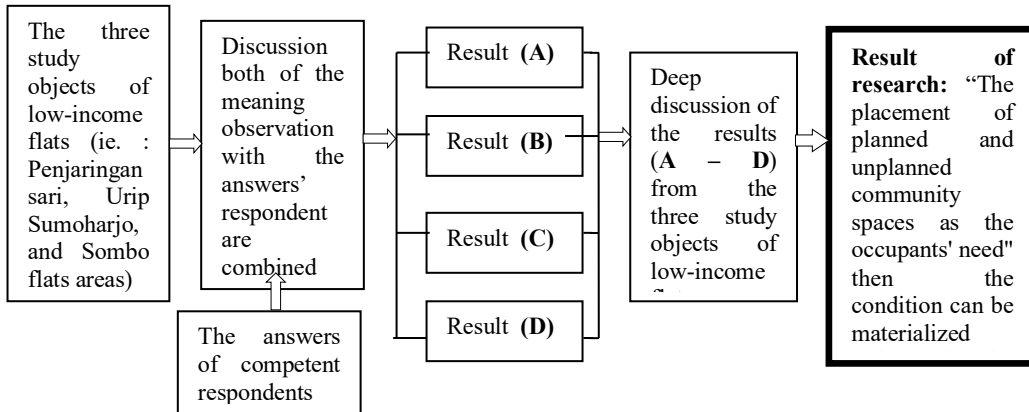 The three
study
objects of
low-income
flats (ie. :
Penjaringan
sari, Urip
Sumoharjo,
and Sombo
flats areas)
Discussion
both of the
meaning
observation
with the
answers'
respondent
are
combined
The answers
of competent
respondents
Result (A)
Result (B)
Result (C)
Result (D)
Deep
discussion of
the results
(A – D)
from the
three study
objects of
low-income
Result of
research: “The
placement of
planned and
unplanned
community
spaces as the
occupants' need"
then the
condition can be
materialized